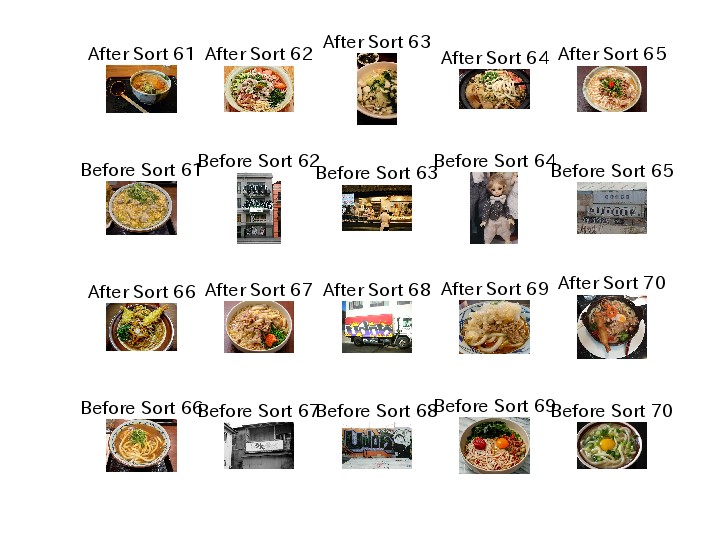 After Sort 61
After Sort 62
After Sort 63
After Sort 64
After Sort 65
Before Sort 61
Before Sort 62
Before Sort 63
Before Sort 64
Before Sort 65
After Sort 66
After Sort 67
After Sort 68
After Sort 69
After Sort 70
Before Sort 66
Before Sort 67
Before Sort 68
Before Sort 69
Before Sort 70